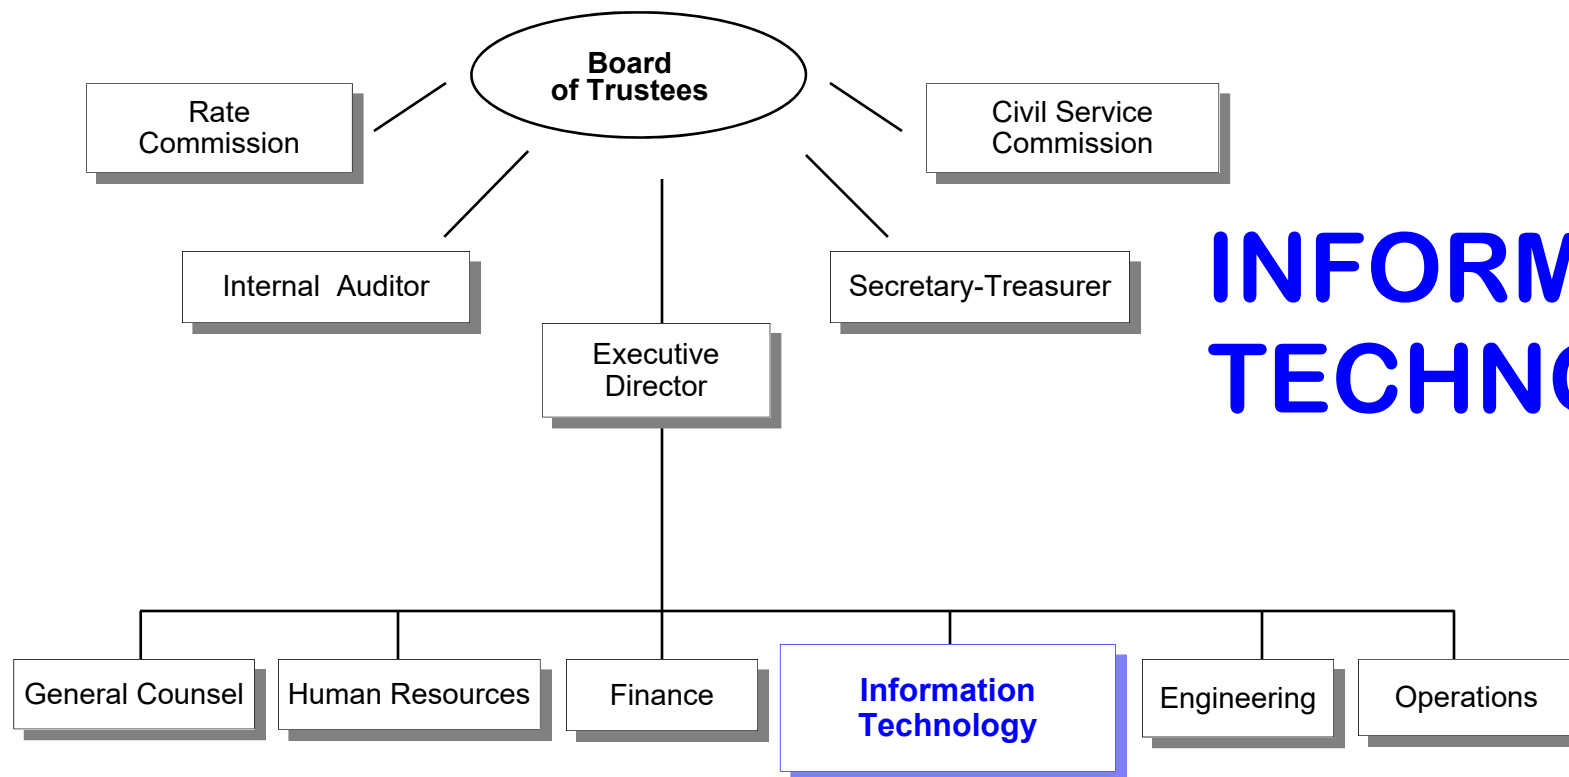 Board
of Trustees
Rate
Commission
Civil Service
Commission
Internal  Auditor
Secretary-Treasurer
INFORM
TECHNO
Executive
Director
General Counsel
Human Resources
Finance
Information
Technology
Engineering
Operations